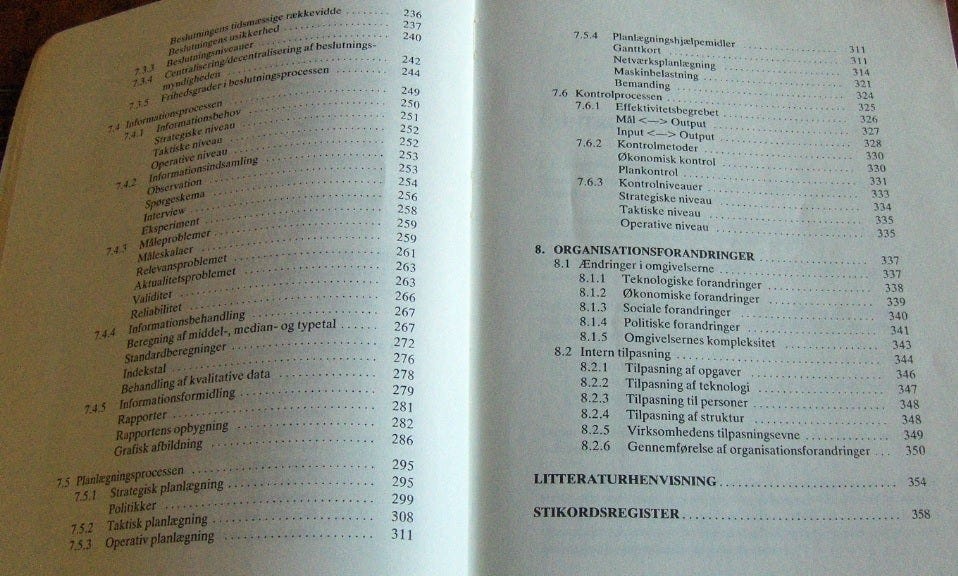 Beslutningens tidsmæssige rækkevidde ... 236
Beslutningens usikkerhed ... 237
7.3.3 Beslutningsniveauer ... 240
7.3.4 Centralisering/decentralisering af beslutnings-
myndigheden ... 242
7.3.5 Frihedsgrader i beslutningsprocessen ... 244
7.4 Informationsprocessen ... 249
7.4.1 Informationsbehov ... 250
Strategiske niveau ... 251
Taktiske niveau ... 252
Operative niveau ... 252
7.4.2 Informationsindsamling ... 253
Observation ... 253
Spørgeskema ... 254
Interview ... 256
Eksperiment ... 258
7.4.3 Måleproblemer ... 259
Måleskalaer ... 259
Relevansproblemet ... 261
Aktualitetsproblemet ... 263
Validitet ... 263
Reliabilitet ... 266
7.4.4 Informationsbehandling ... 267
Beregning af middel-, median- og typetal ... 267
Standardberegninger ... 272
Indekstal ... 276
Behandling af kvalitative data ... 278
7.4.5 Informationsformidling ... 279
Rapporter ... 281
Rapportens opbygning ... 282
Grafisk afbildning ... 286
7.5 Planlægningsprocessen ... 295
7.5.1 Strategisk planlægning ... 295
Politikker ... 299
7.5.2 Taktisk planlægning ... 308
7.5.3 Operativ planlægning ... 311
7.5.4 Planlægningshjælpemidler ... 311
Ganttkort ... 311
Netværksplanlægning ... 314
Maskinbelastning ... 321
Bemanding ... 324
7.6 Kontrolprocessen ... 325
7.6.1 Effektivitetsbegrebet ... 326
Mål <—> Output ... 327
Input <—> Output ... 328
7.6.2 Kontrolmetoder ... 330
Økonomisk kontrol ... 330
Plankontrol ... 331
7.6.3 Kontrolniveauer ... 333
Strategiske niveau ... 334
Taktiske niveau ... 335
Operative niveau ... 335
8. ORGANISATIONSFORANDRINGER ... 337
8.1 Ændringer i omgivelserne ... 337
8.1.1 Teknologiske forandringer ... 338
8.1.2 Økonomiske forandringer ... 339
8.1.3 Sociale forandringer ... 340
8.1.4 Politiske forandringer ... 341
8.1.5 Omgivelsernes kompleksitet ... 343
8.2 Intern tilpasning ... 344
8.2.1 Tilpasning af opgaver ... 346
8.2.2 Tilpasning af teknologi ... 347
8.2.3 Tilpasning til personer ... 348
8.2.4 Tilpasning af struktur ... 348
8.2.5 Virksomhedens tilpasningsevne ... 349
8.2.6 Gennemførelse af organisationsforandringer ... 350
LITTERATURHENVISNING ... 354
STIKORDSREGISTER ... 358